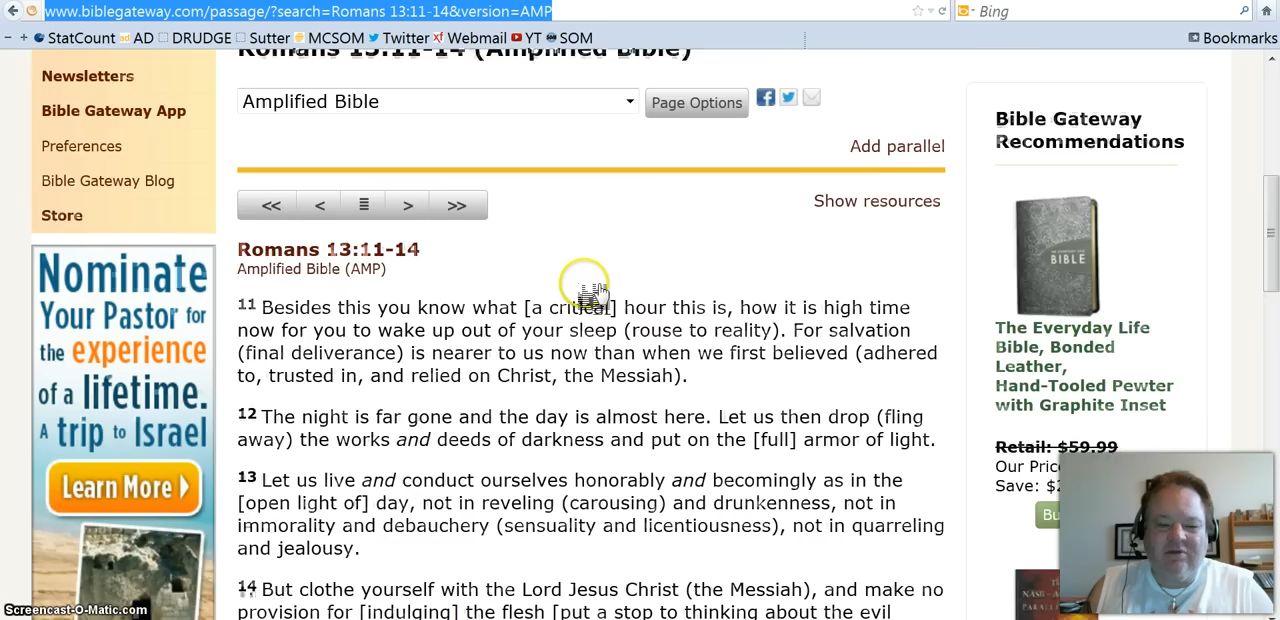 www.biblegateway.com/passage/?search=Romans 13:11-14&version=AMP
Bing
StatCount AD DRUDGE Sutter MCSOM Twitter Webmail YT SOM
Bookmarks
Romans 13:11-14 (Amplified Bible)
Newsletters
Bible Gateway App
Preferences
Bible Gateway Blog
Store
Amplified Bible
Page Options
Add parallel
<< < ≡ > >>
Show resources
Romans 13:11-14
Amplified Bible (AMP)
11 Besides this you know what [a critical] hour this is, how it is high time
now for you to wake up out of your sleep (rouse to reality). For salvation
(final deliverance) is nearer to us now than when we first believed (adhered
to, trusted in, and relied on Christ, the Messiah).
12 The night is far gone and the day is almost here. Let us then drop (fling
away) the works and deeds of darkness and put on the [full] armor of light.
13 Let us live and conduct ourselves honorably and becomingly as in the
[open light of] day, not in reveling (carousing) and drunkenness, not in
immorality and debauchery (sensuality and licentiousness), not in quarreling
and jealousy.
14 But clothe yourself with the Lord Jesus Christ (the Messiah), and make no
provision for [indulging] the flesh [put a stop to thinking about the evil
Nominate
Your Pastor for
the experience
of a lifetime.
A trip to Israel
Learn More
Bible Gateway
Recommendations
BIBLE
The Everyday Life
Bible, Bonded
Leather,
Hand-Tooled Pewter
with Graphite Inset
Retail: $59.99
Our Pric
Save: $2
Bu
Screencast-O-Matic.com